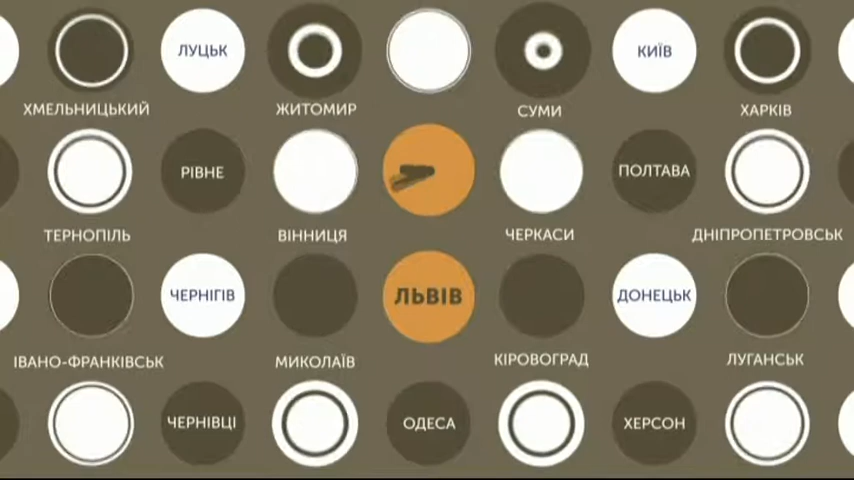 ЛУЦЬК
КИЇВ
ХМЕЛЬНИЦЬКИЙ
ЖИТОМИР
СУМИ
ХАРКІВ
РІВНЕ
ПОЛТАВА
ТЕРНОПІЛЬ
ВІННИЦЯ
ЧЕРКАСИ
ДНІПРОПЕТРОВСЬК
ЧЕРНІГІВ
ЛЬВІВ
ДОНЕЦЬК
ІВАНО-ФРАНКІВСЬК
МИКОЛАЇВ
КІРОВОГРАД
ЛУГАНСЬК
ЧЕРНІВЦІ
ОДЕСА
ХЕРСОН